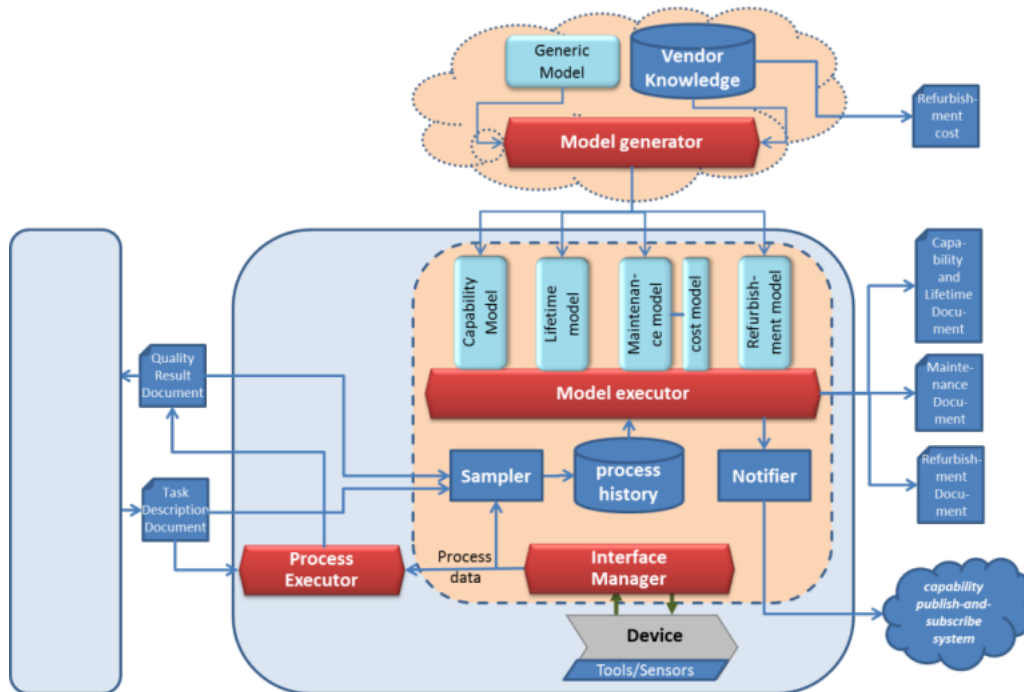 Generic
Model
Vendor
Knowledge
Refurbish-
ment
cost
Model generator
Capability
Model
Lifetime
model
Maintenan-
ce model
cost model
Refurbish-
ment model
Capa-
bility
and
Lifetime
Docu-
ment
Quality
Result
Document
Model executor
Mainte-
nance
Docu-
ment
Sampler
process
history
Notifier
Refurbish-
ment
Docu-
ment
Task
Description
Document
Process
Executor
Process
data
Interface
Manager
capability
publish-and-
subscribe
system
Device
Tools/Sensors